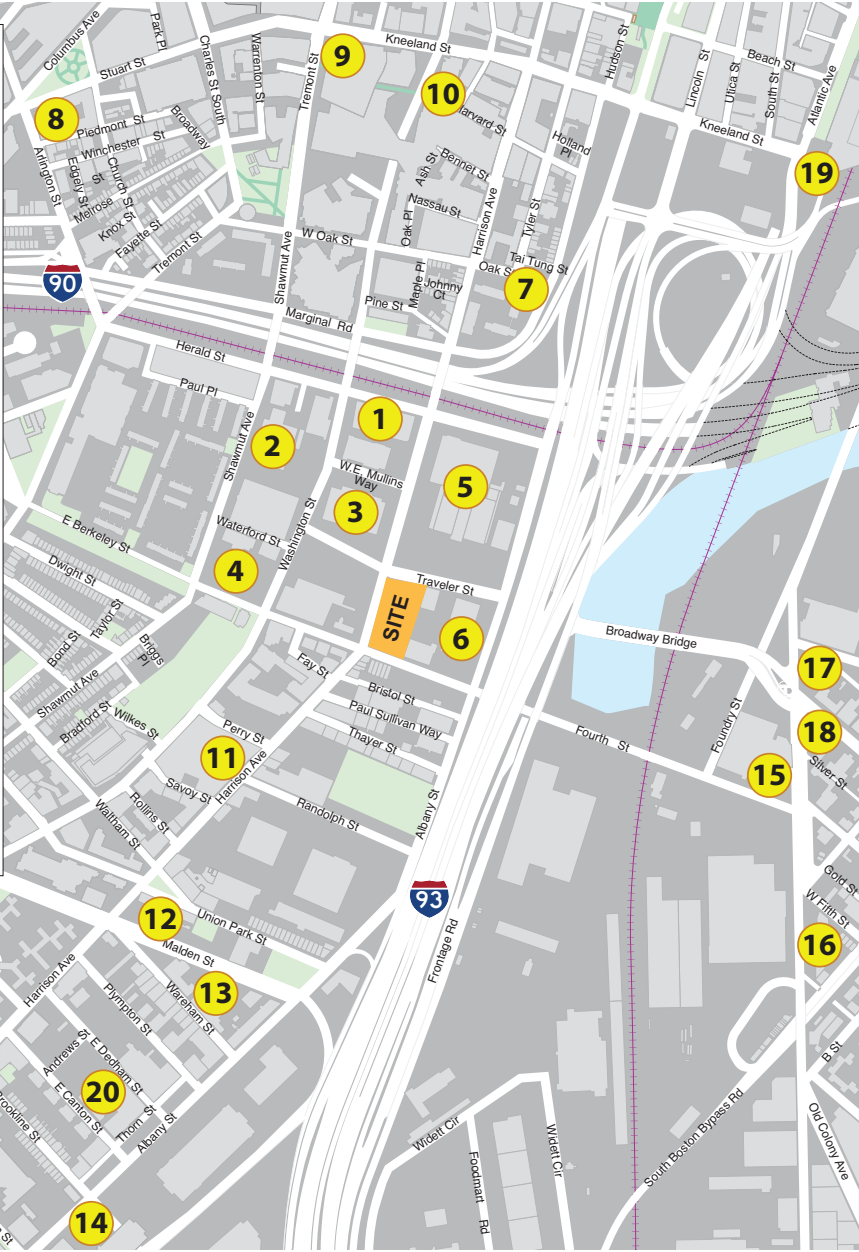 Columbus Ave
Park Pl
Charles St South
Warrenton St
Tremont St
9
Kneeland St
Hudson St
Lincoln St
Utica St
South St
Beach St
Atlantic Ave
Stuart St
8
Piedmont St
Winchester St
Broadway
10
Harvard St
Holland Pl
Kneeland St
19
Arlington St
Edgely St
Church St
St
Melrose
Knox St
Fayette St
Tremont St
Ash St
Bennet St
Nassau St
Harrison Ave
Tyler St
Oak Pl
W Oak St
Shawmut Ave
Tai Tung St
Oak S
7
90
Maple Pl
Johnny Ct
Pine St
Marginal Rd
Herald St
Paul Pl
1
Shawmut Ave
2
W.E. Mullins Way
5
3
Washington St
Waterford St
E Berkeley St
4
Traveler St
Dwight St
SITE
6
Broadway Bridge
Taylor St
Bond St
Briggs Pl
Fay St
17
Shawmut Ave
Bristol St
Bradford St
Wilkes St
Paul Sullivan Way
Thayer St
Perry St
11
Fourth St
Foundry St
18
15
Silver St
Savoy St
Harrison Ave
Rollins St
Waltham St
Randolph St
Albany St
Gold St
W Fifth St
93
12
Union Park St
Malden St
Frontage Rd
16
Harrison Ave
13
Wareham St
Plympton St
Andrews St
E Dedham St
20
E Canton St
Thorn St
Albany St
B St
rookline St
Widett Cir
Widett Cir
Foodmart Rd
South Boston Bypass Rd
Old Colony Ave
14
St